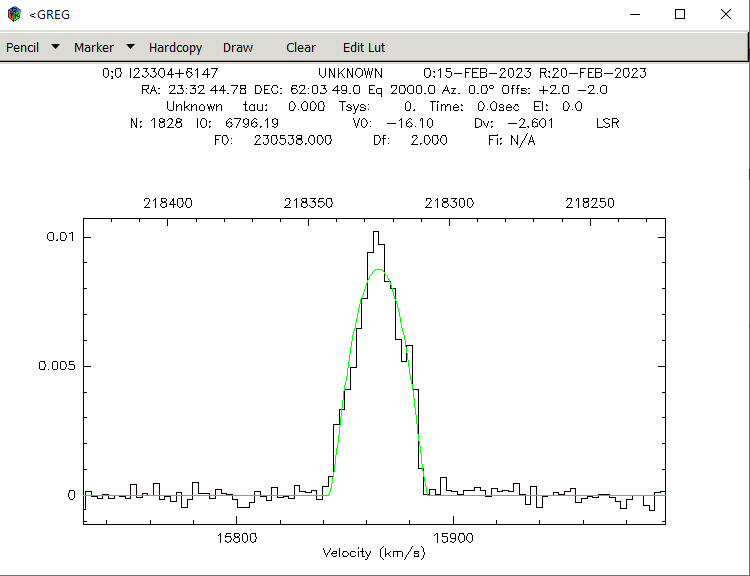 <GREG
Pencil Marker Hardcopy Draw Clear Edit Lut
0;0 I23304+6147 UNKNOWN O:15-FEB-2023 R:20-FEB-2023
RA: 23:32 44.78 DEC: 62:03 49.0 Eq 2000.0 Az. 0.0° Offs: +2.0 -2.0
Unknown tau: 0.000 Tsys: 0. Time: 0.0sec El: 0.0
N: 1828 I0: 6796.19 V0: -16.10 Dv: -2.601 LSR
F0: 230538.000 Df: 2.000 Fi: N/A
218400 218350 218300 218250
0.01
0.005
0
15800 15900
Velocity (km/s)